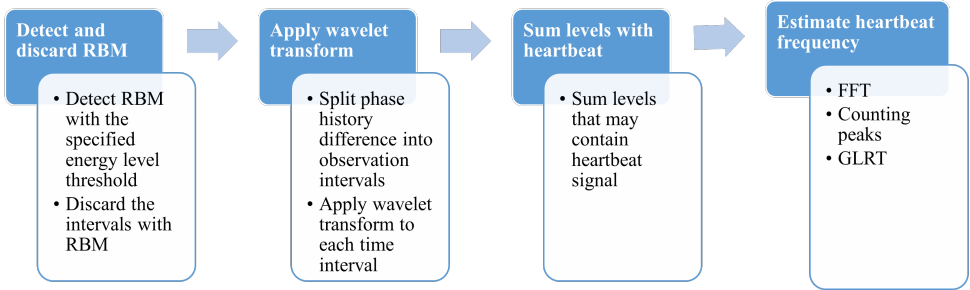 Detect and
discard RBM
• Detect RBM
with the
specified
energy level
threshold
• Discard the
intervals with
RBM
Apply wavelet
transform
• Split phase
history
difference into
observation
intervals
• Apply wavelet
transform to
each time
interval
Sum levels with
heartbeat
• Sum levels
that may
contain
heartbeat
signal
Estimate heartbeat
frequency
• FFT
• Counting
peaks
• GLRT